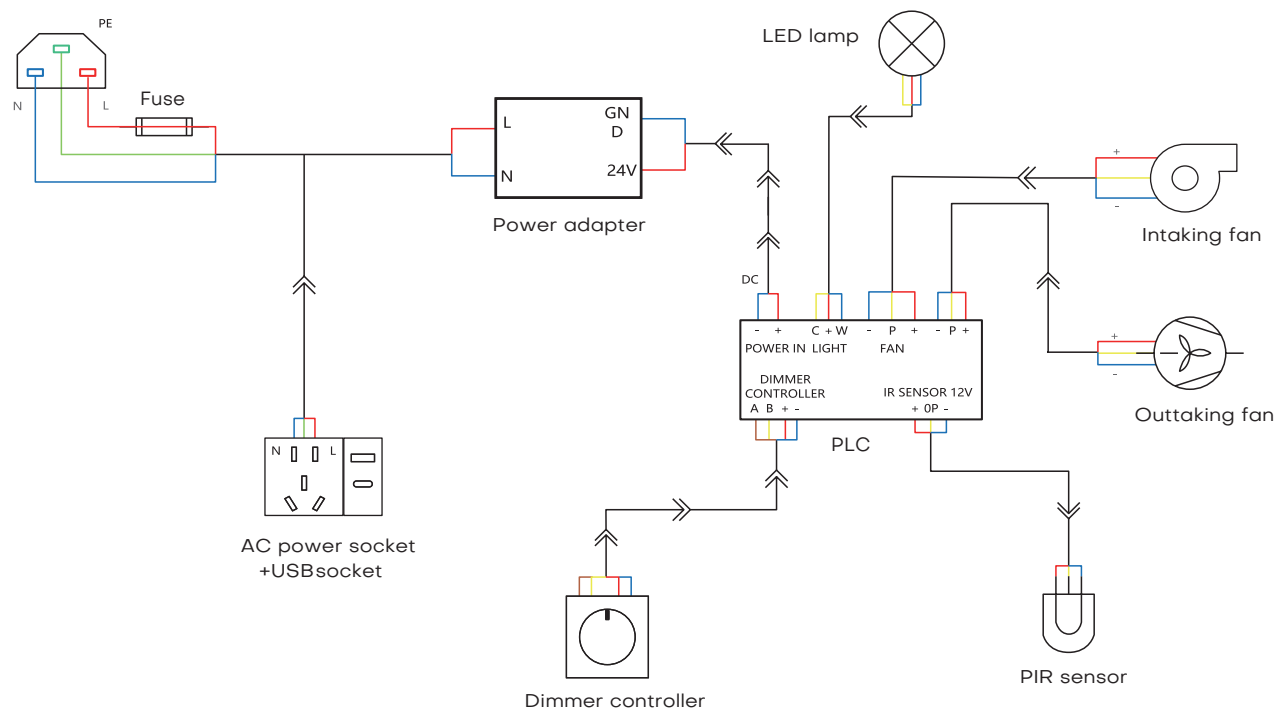 PE
N
L
Fuse
L
N
GN
D
24V
Power adapter
LED lamp
+
-
Intaking fan
+
-
Outtaking fan
DC
- +
C + W
- P +
- P +
POWER IN
LIGHT
FAN
DIMMER
CONTROLLER
A B + -
IR SENSOR 12V
+ 0P -
PLC
N L
AC power socket
+USBsocket
Dimmer controller
PIR sensor